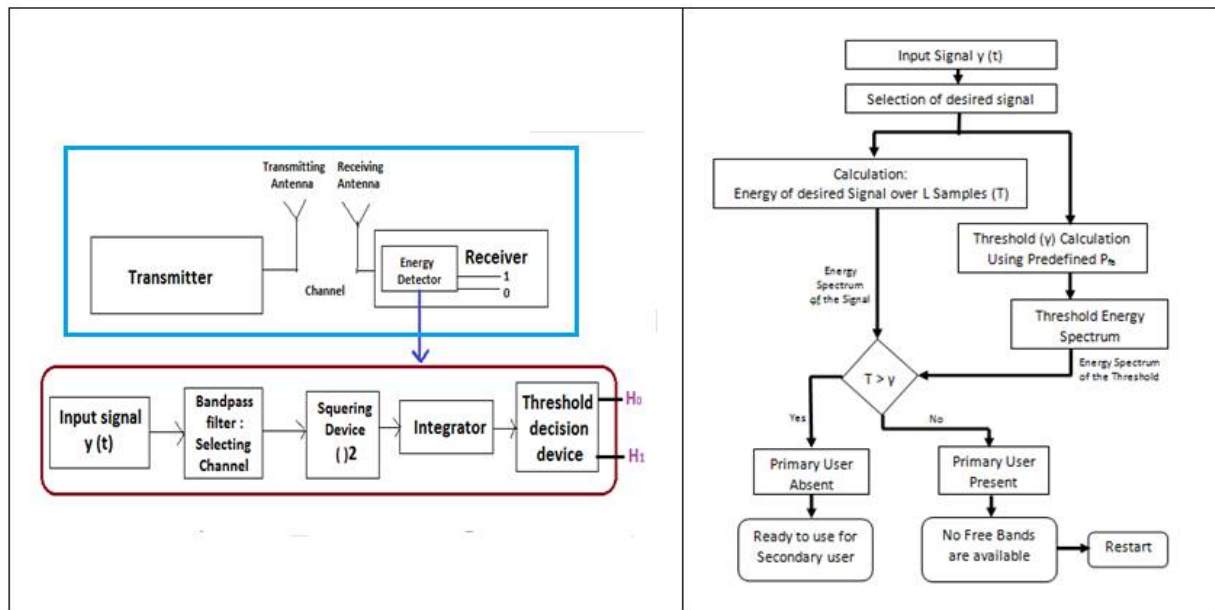 Transmitting
Antenna
Receiving
Antenna
Transmitter
Channel
Energy
Detector
Receiver
1
0
Input signal
y (t)
Bandpass
filter :
Selecting
Channel
Squering
Device
( )2
Integrator
Threshold
decision
device
H0
H1
Input Signal y (t)
Selection of desired signal
Calculation:
Energy of desired Signal over L Samples (T)
Threshold (y) Calculation
Using Predefined Pfa
Energy
Spectrum
of the Signal
Threshold Energy
Spectrum
Energy Spectrum
of the Threshold
T > y
Yes
No
Primary User
Absent
Primary User
Present
Ready to use for
Secondary user
No Free Bands
are available
Restart